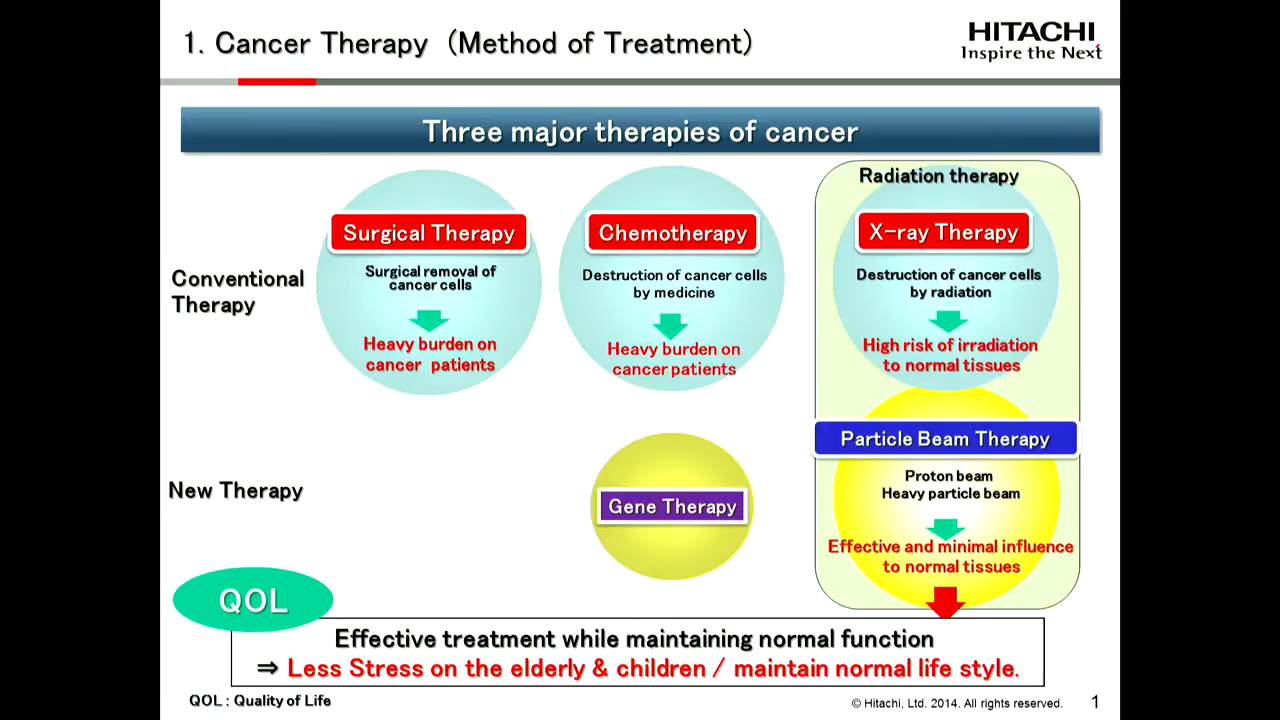 1. Cancer Therapy (Method of Treatment)
HITACHI
Inspire the Next
Three major therapies of cancer
Conventional
Therapy
Surgical Therapy
Surgical removal of
cancer cells
Heavy burden on
cancer patients
Chemotherapy
Destruction of cancer cells
by medicine
Heavy burden on
cancer patients
Radiation therapy
X-ray Therapy
Destruction of cancer cells
by radiation
High risk of irradiation
to normal tissues
New Therapy
Gene Therapy
Particle Beam Therapy
Proton beam
Heavy particle beam
Effective and minimal influence
to normal tissues
QOL
Effective treatment while maintaining normal function
⇒ Less Stress on the elderly & children / maintain normal life style.
QOL : Quality of Life
© Hitachi, Ltd. 2014. All rights reserved.
1